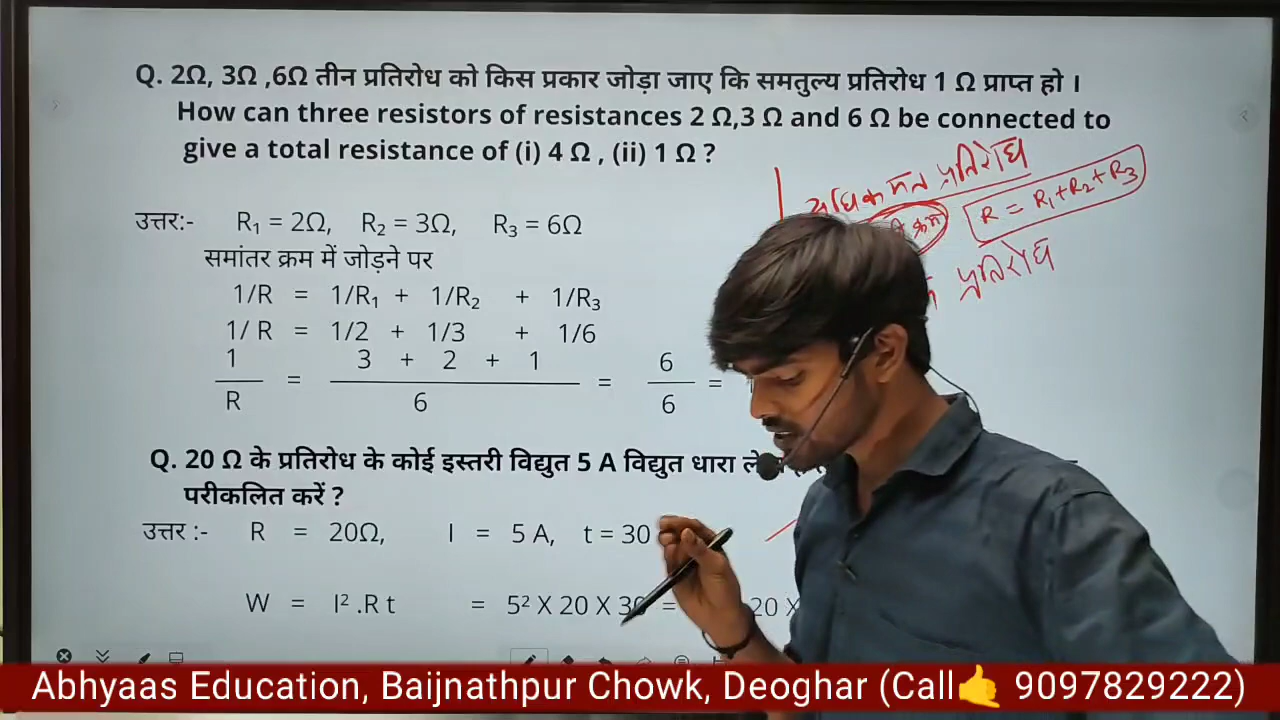 Q. 2Ω, 3Ω ,6Ω तीन प्रतिरोध को किस प्रकार जोड़ा जाए कि समतुल्य प्रतिरोध 1 Ω प्राप्त हो ।
How can three resistors of resistances 2 Ω,3 Ω and 6 Ω be connected to
give a total resistance of (i) 4 Ω , (ii) 1 Ω ?
अधिकतम प्रतिरोध
क्रम R = R₁+R₂+R₃
प्रतिरोध
उत्तर:- R₁ = 2Ω, R₂ = 3Ω, R₃ = 6Ω
समांतर क्रम में जोड़ने पर
1/R = 1/R₁ + 1/R₂ + 1/R₃
1/ R = 1/2 + 1/3 + 1/6
1 3 + 2 + 1 6
= = =
R 6 6
Q. 20 Ω के प्रतिरोध के कोई इस्तरी विद्युत 5 A विद्युत धारा
परीकलित करें ?
उत्तर :- R = 20Ω, I = 5 A, t = 30
W = I² .R t = 5² X 20 X 30 = 20 X
Abhyaas Education, Baijnathpur Chowk, Deoghar (Call🤙 9097829222)